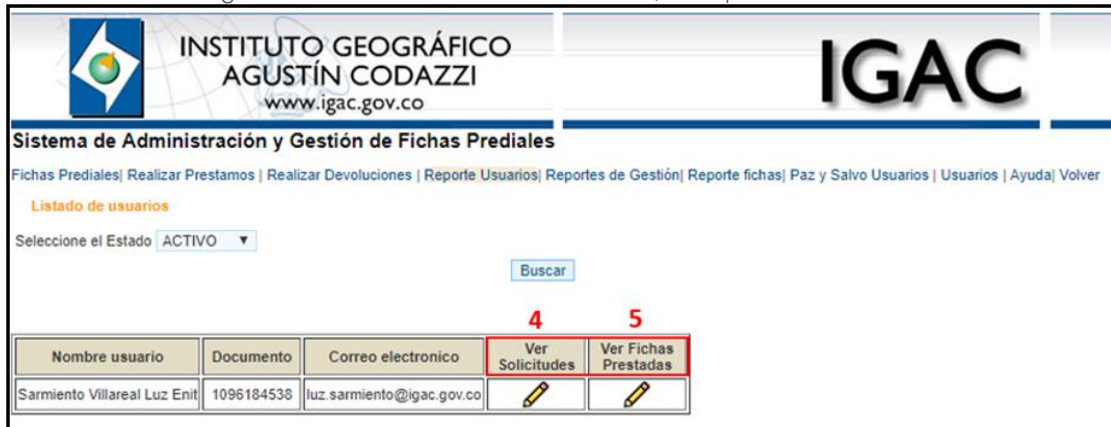 INSTITUTO GEOGRÁFICO
AGUSTÍN CODAZZI
www.igac.gov.co
IGAC
Sistema de Administración y Gestión de Fichas Prediales
Fichas Prediales| Realizar Prestamos | Realizar Devoluciones | Reporte Usuarios| Reportes de Gestión| Reporte fichas| Paz y Salvo Usuarios | Usuarios | Ayuda| Volver
Listado de usuarios
Seleccione el Estado ACTIVO
Buscar
4 5
Nombre usuario Documento Correo electronico Ver Solicitudes Ver Fichas Prestadas
Sarmiento Villareal Luz Enit 1096184538 luz.sarmiento@igac.gov.co